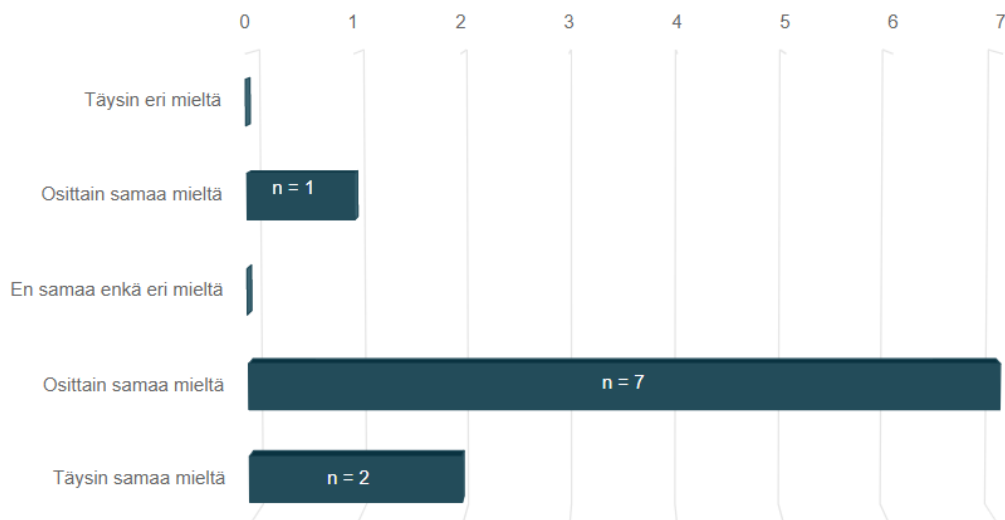 0 1 2 3 4 5 6 7
Täysin eri mieltä
Osittain samaa mieltä n = 1
En samaa enkä eri mieltä
Osittain samaa mieltä n = 7
Täysin samaa mieltä n = 2